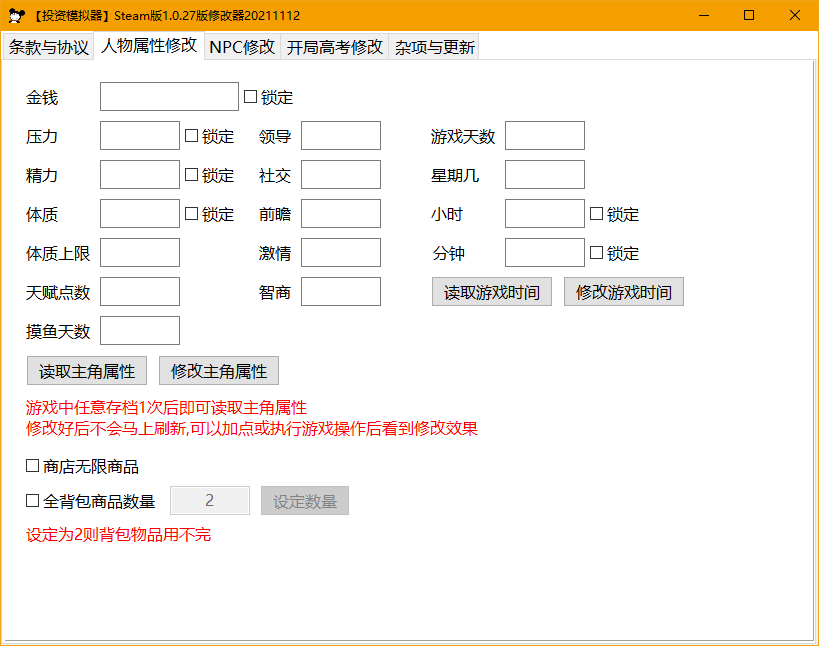 【投资模拟器】Steam版1.0.27版修改器20211112
条款与协议 人物属性修改 NPC修改 开局高考修改 杂项与更新
金钱 锁定
压力 锁定 领导 游戏天数
精力 锁定 社交 星期几
体质 锁定 前瞻 小时 锁定
体质上限 激情 分钟 锁定
天赋点数 智商 读取游戏时间 修改游戏时间
摸鱼天数
读取主角属性 修改主角属性
游戏中任意存档1次后即可读取主角属性
修改好后不会马上刷新,可以加点或执行游戏操作后看到修改效果
商店无限商品
全背包商品数量 2 设定数量
设定为2则背包物品用不完